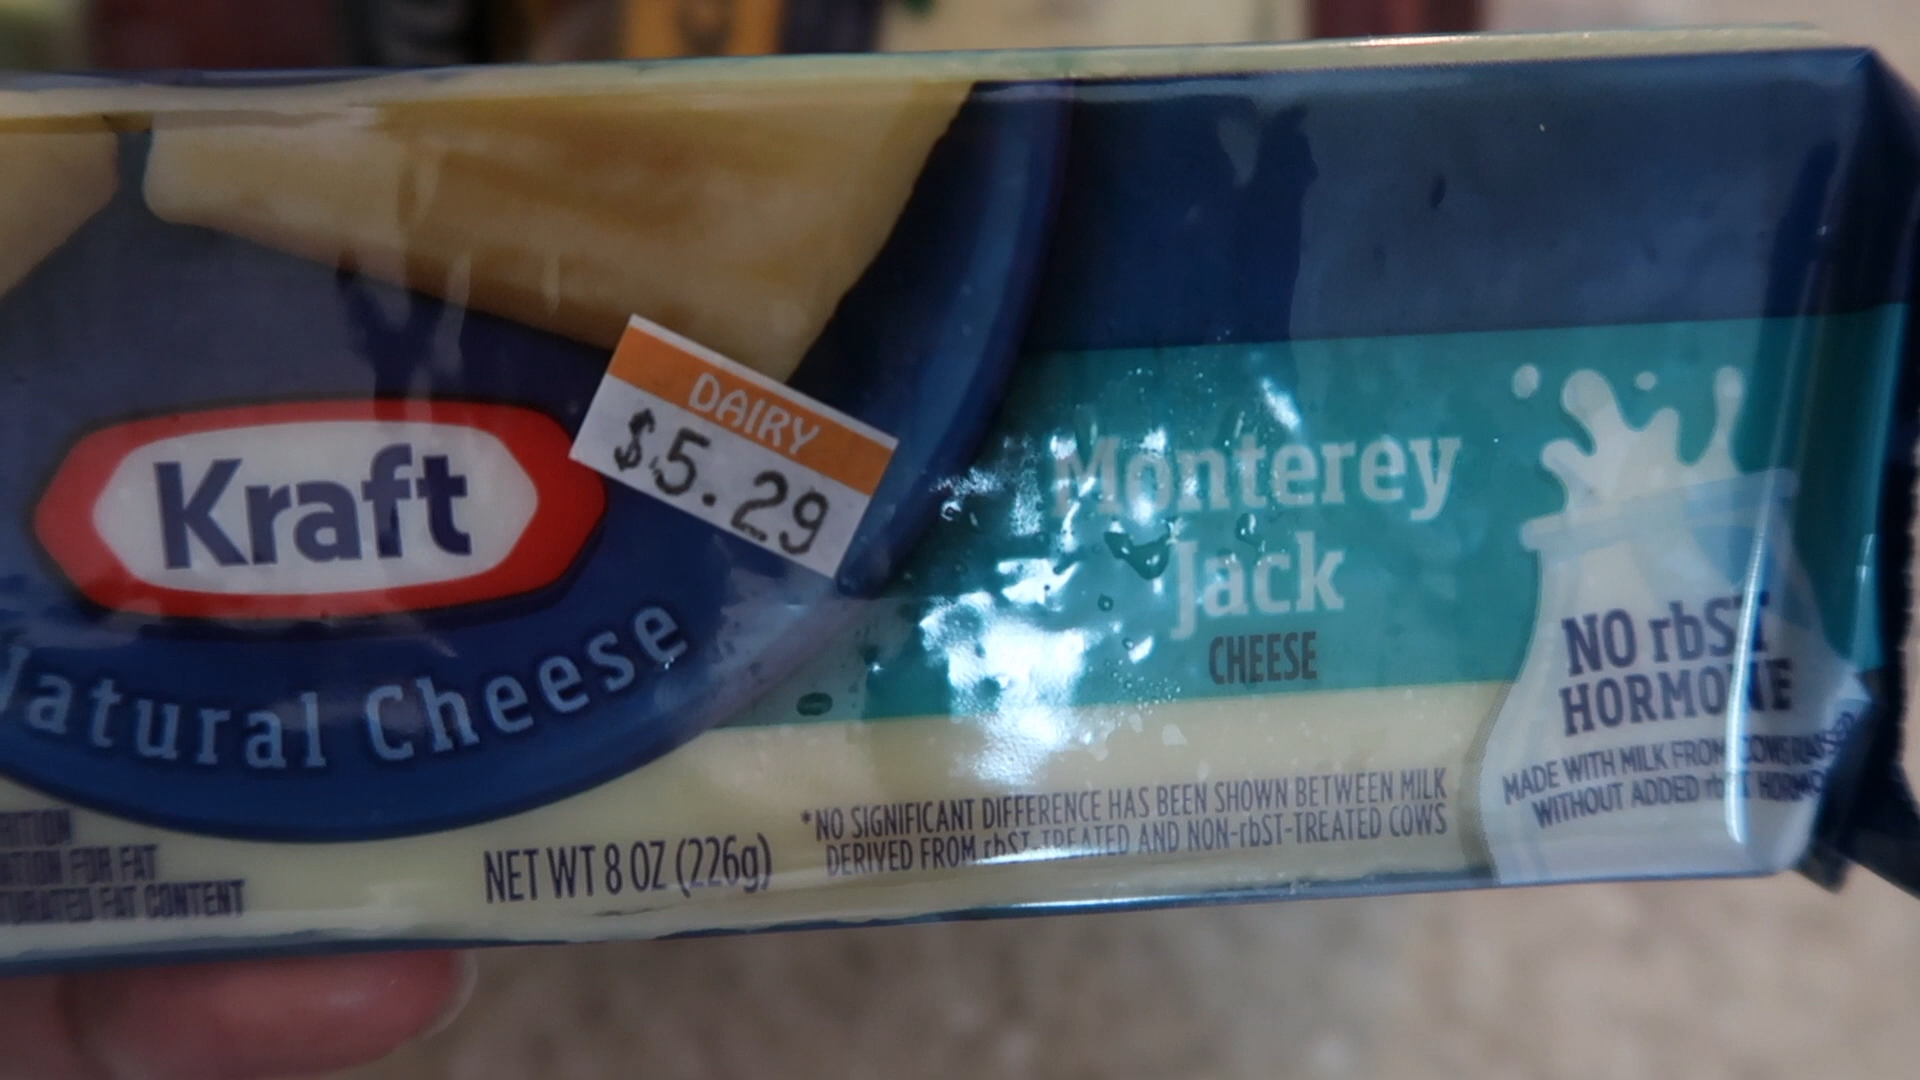 DAIRY
$5.29
Kraft
Natural Cheese
Monterey
Jack
CHEESE
NO rbST
HORMONE
MADE WITH MILK FROM COWS
WITHOUT ADDED rbST
*NO SIGNIFICANT DIFFERENCE HAS BEEN SHOWN BETWEEN MILK
DERIVED FROM rbST-TREATED AND NON-rbST-TREATED COWS
NET WT 8 OZ (226g)
FOR FAT
FAT CONTENT